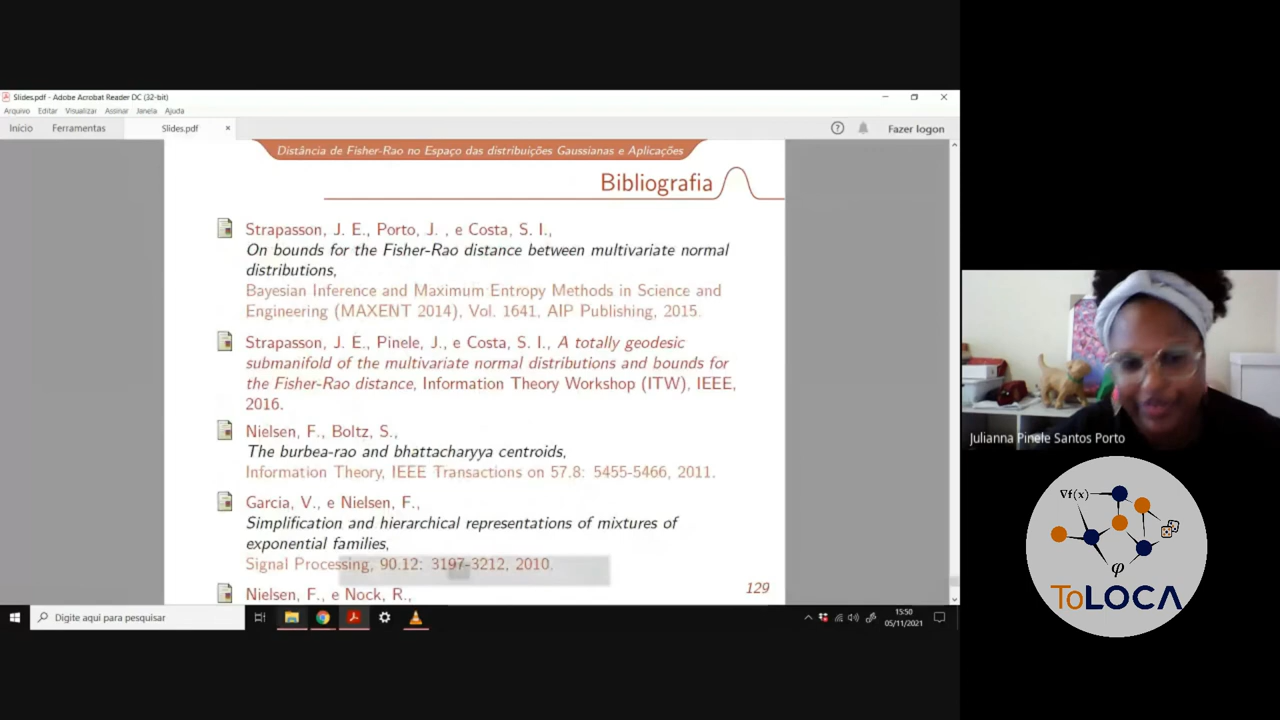 Slides.pdf - Adobe Acrobat Reader DC (32-bit)
Arquivo Editar Visualizar Assinar Janela Ajuda
Início Ferramentas Slides.pdf × Fazer logon
Distância de Fisher-Rao no Espaço das distribuições Gaussianas e Aplicações
Bibliografia
Strapasson, J. E., Porto, J. , e Costa, S. I.,
On bounds for the Fisher-Rao distance between multivariate normal
distributions,
Bayesian Inference and Maximum Entropy Methods in Science and
Engineering (MAXENT 2014), Vol. 1641, AIP Publishing, 2015.
Strapasson, J. E., Pinele, J., e Costa, S. I., A totally geodesic
submanifold of the multivariate normal distributions and bounds for
the Fisher-Rao distance, Information Theory Workshop (ITW), IEEE,
2016.
Nielsen, F., Boltz, S.,
The burbea-rao and bhattacharyya centroids,
Information Theory, IEEE Transactions on 57.8: 5455-5466, 2011.
Garcia, V., e Nielsen, F.,
Simplification and hierarchical representations of mixtures of
exponential families,
Signal Processing, 90.12: 3197-3212, 2010.
Nielsen, F., e Nock, R.,
129
Digite aqui para pesquisar
15:50
05/11/2021
Julianna Pinele Santos Porto
∇f(x)
φ
ToLOCA